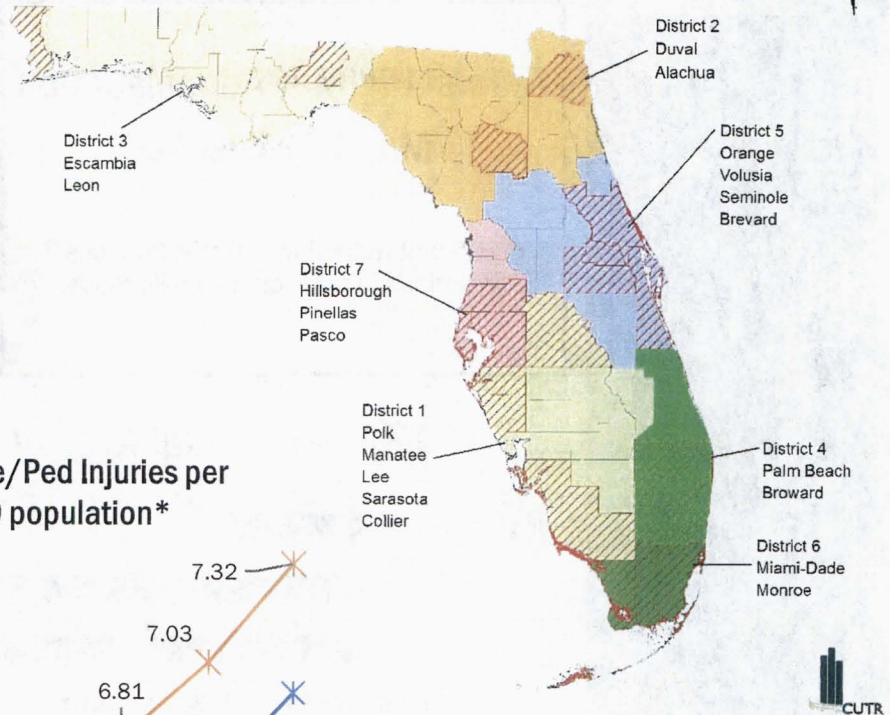 District 2
Duval
Alachua
District 3
Escambia
Leon
District 5
Orange
Volusia
Seminole
Brevard
District 7
Hillsborough
Pinellas
Pasco
District 1
Polk
Manatee
Lee
Sarasota
Collier
District 4
Palm Beach
Broward
District 6
Miami-Dade
Monroe
e/Ped Injuries per
population*
7.32
7.03
6.81
CUTR